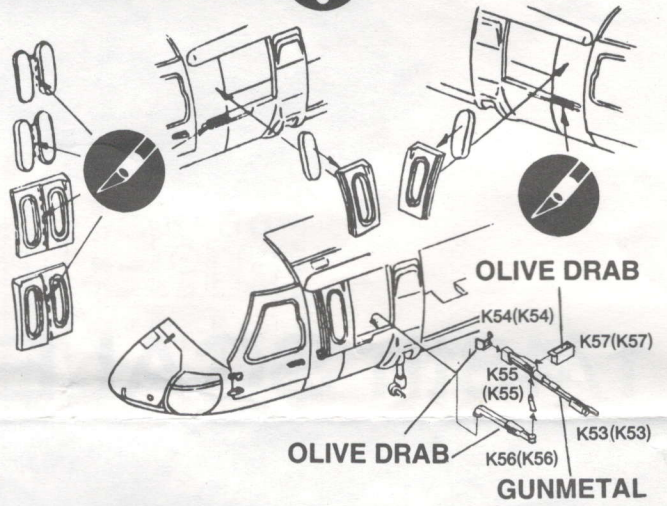 OLIVE DRAB
K54(K54)
K57(K57)
K55
(K55)
K53(K53)
OLIVE DRAB
K56(K56)
GUNMETAL